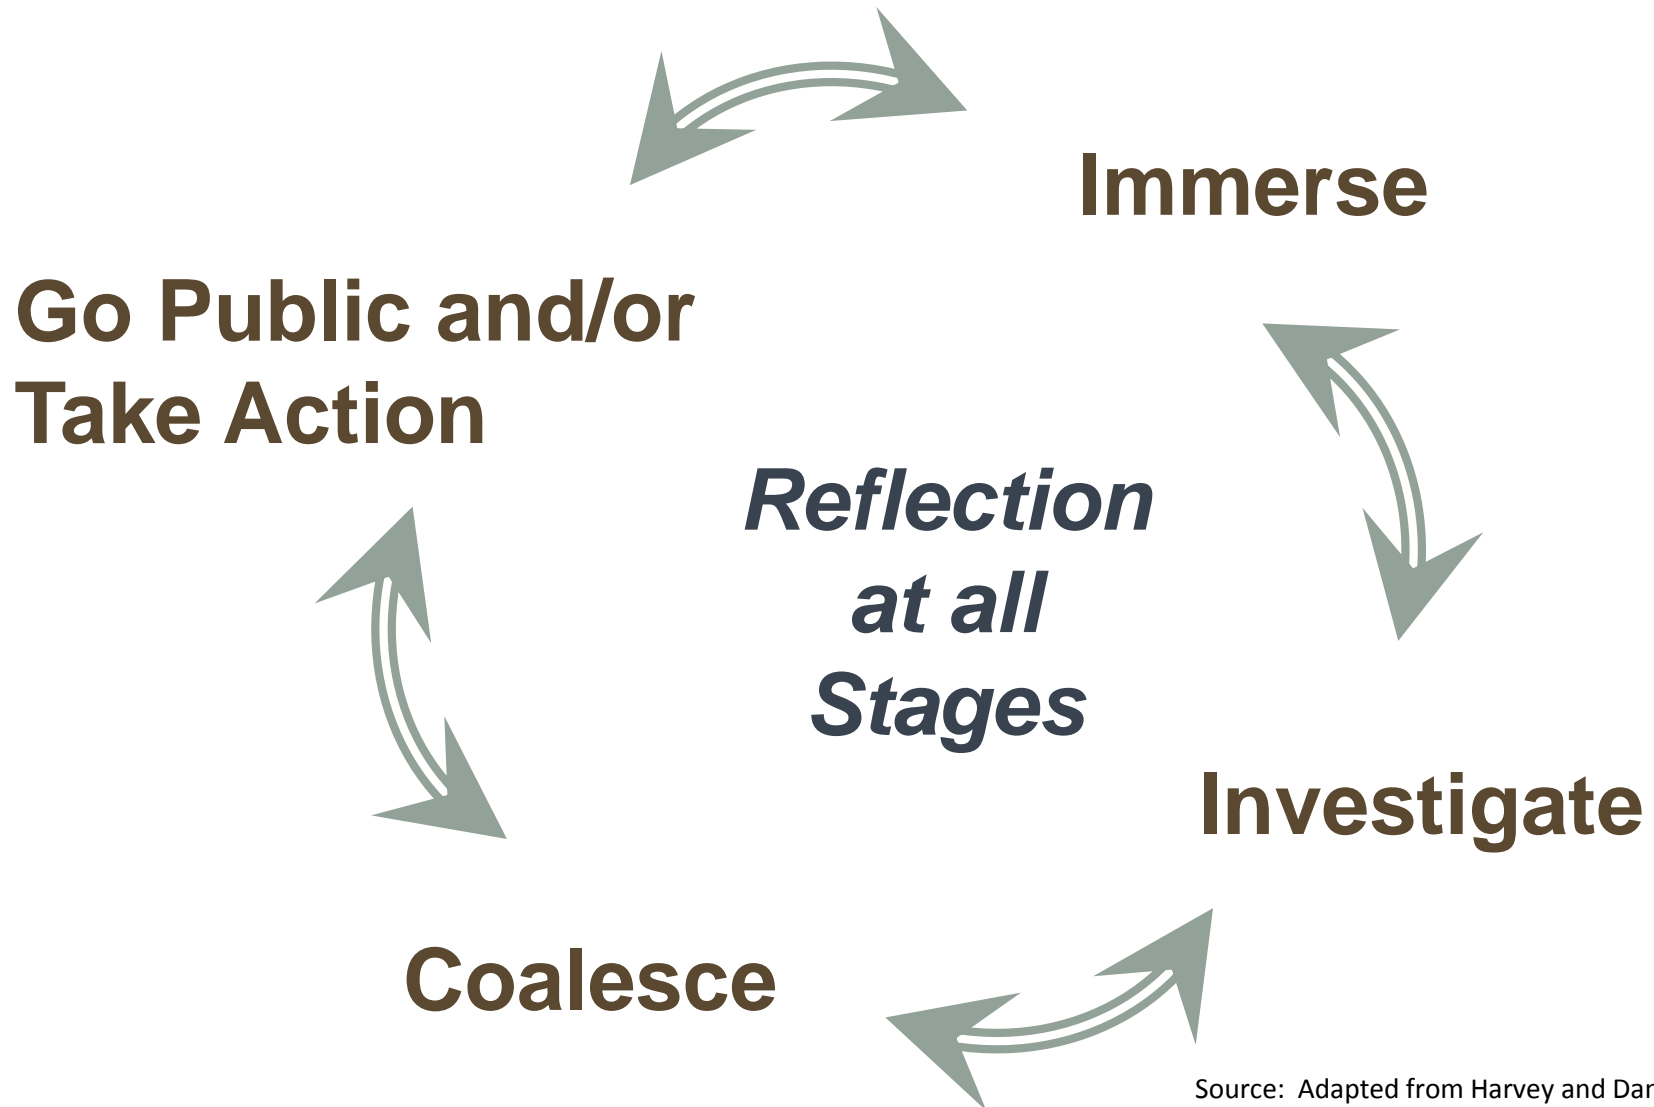 Immerse
Go Public and/or
Take Action
Reflection
at all
Stages
Investigate
Coalesce
Source:  Adapted from Harvey and